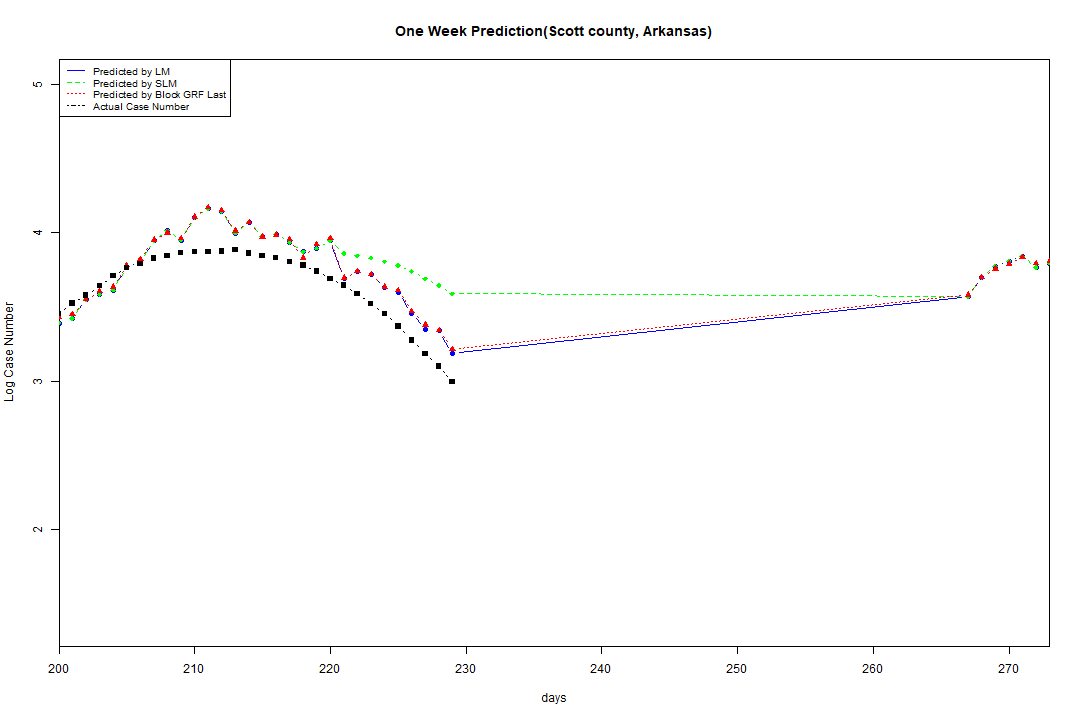 One Week Prediction(Scott county, Arkansas)
Predicted by LM
Predicted by SLM
Predicted by Block GRF Last
Actual Case Number
5
4
3
2
Log Case Number
200 210 220 230 240 250 260 270
days